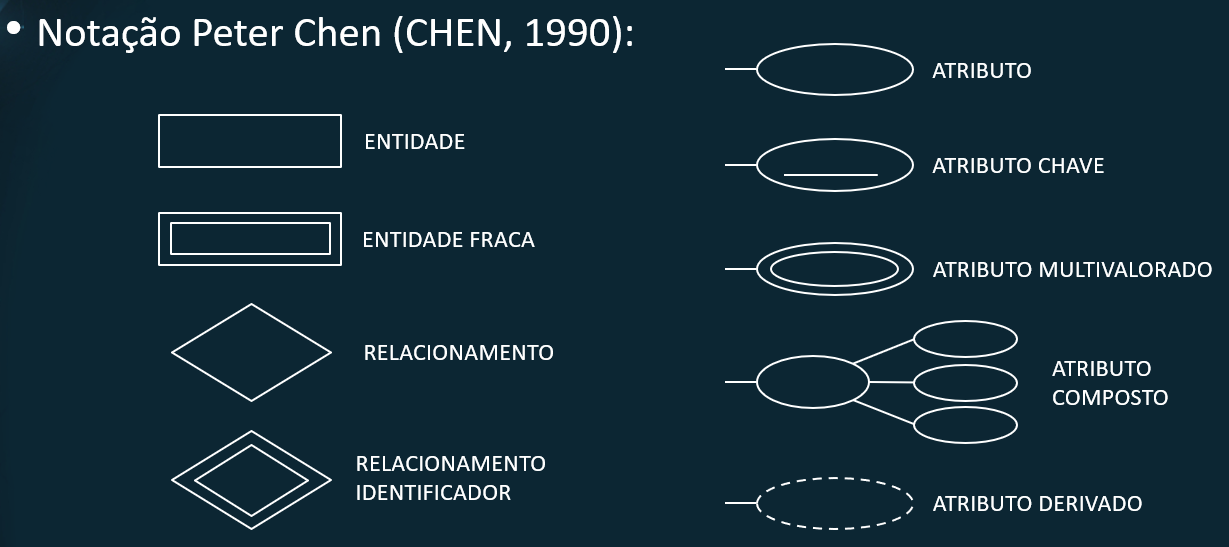 • Notação Peter Chen (CHEN, 1990):
ENTIDADE
ENTIDADE FRACA
RELACIONAMENTO
RELACIONAMENTO
IDENTIFICADOR
ATRIBUTO
ATRIBUTO CHAVE
ATRIBUTO MULTIVALORADO
ATRIBUTO
COMPOSTO
ATRIBUTO DERIVADO